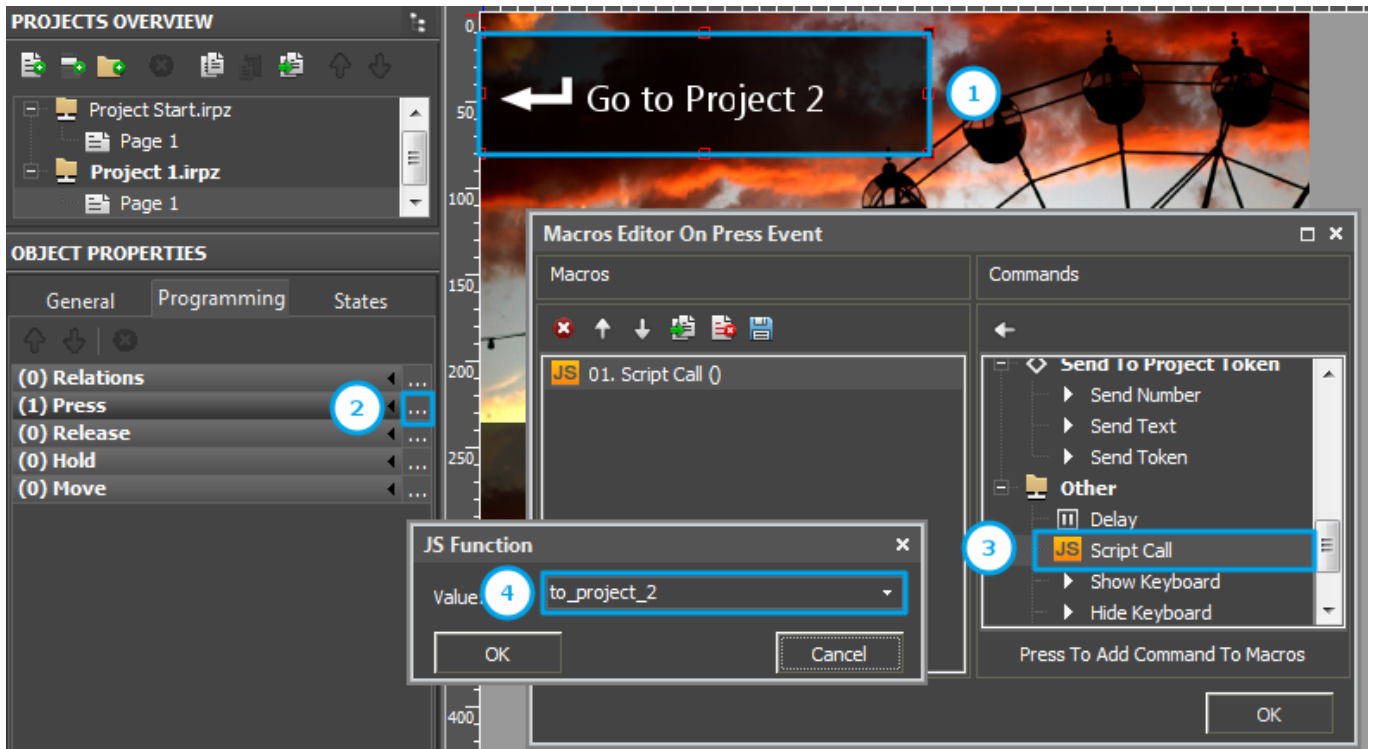 PROJECTS OVERVIEW
Project Start.irpz
Page 1
Project 1.irpz
Page 1
OBJECT PROPERTIES
General Programming States
(0) Relations ...
(1) Press 2 ...
(0) Release ...
(0) Hold ...
(0) Move ...
0
50
100
150
200
250
400
Go to Project 2
1
Macros Editor On Press Event
Macros
JS 01. Script Call ()
Commands
Send To Project Token
Send Number
Send Text
Send Token
Other
Delay
3 JS Script Call
Show Keyboard
Hide Keyboard
Press To Add Command To Macros
OK
JS Function
Value: 4 to_project_2
OK Cancel